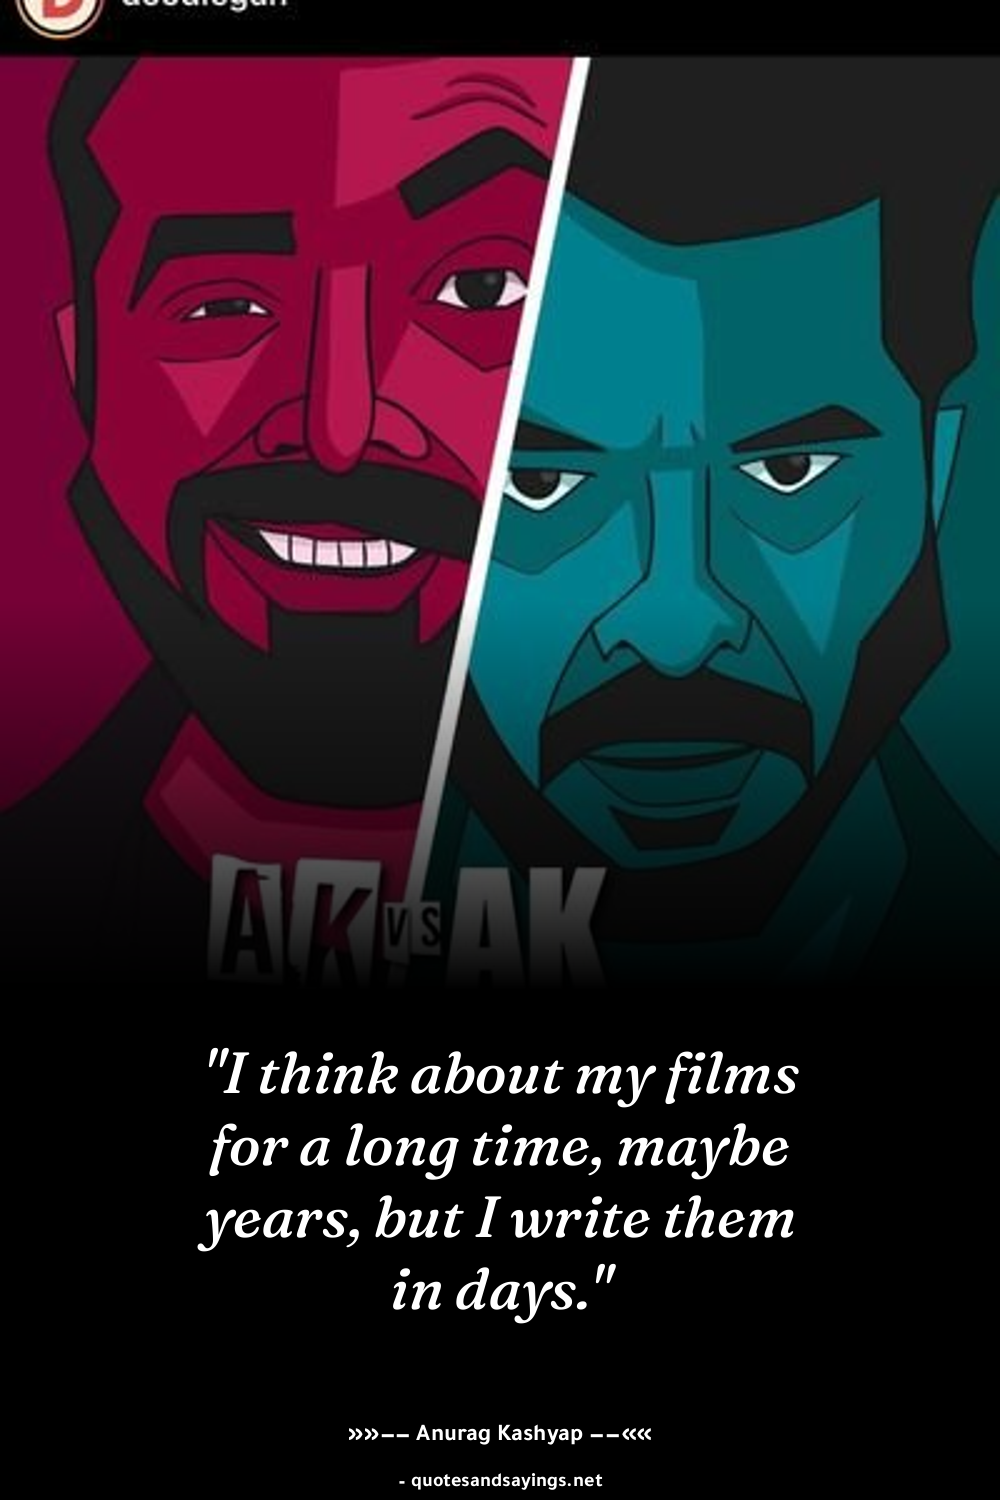 AK VS AK
"I think about my films
for a long time, maybe
years, but I write them
in days."
»»–– Anurag Kashyap ––««
- quotesandsayings.net